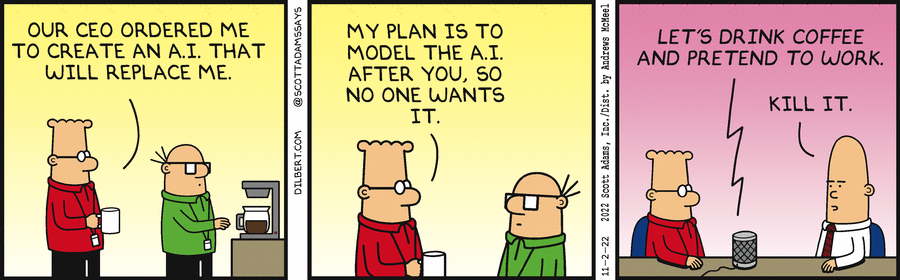 OUR CEO ORDERED ME
TO CREATE AN A.I. THAT
WILL REPLACE ME.
DILBERT.COM @SCOTTADAMSSAYS
MY PLAN IS TO
MODEL THE A.I.
AFTER YOU, SO
NO ONE WANTS
IT.
11-2-22 2022 Scott Adams, Inc./Dist. by Andrews McMeel
LET'S DRINK COFFEE
AND PRETEND TO WORK.
KILL IT.